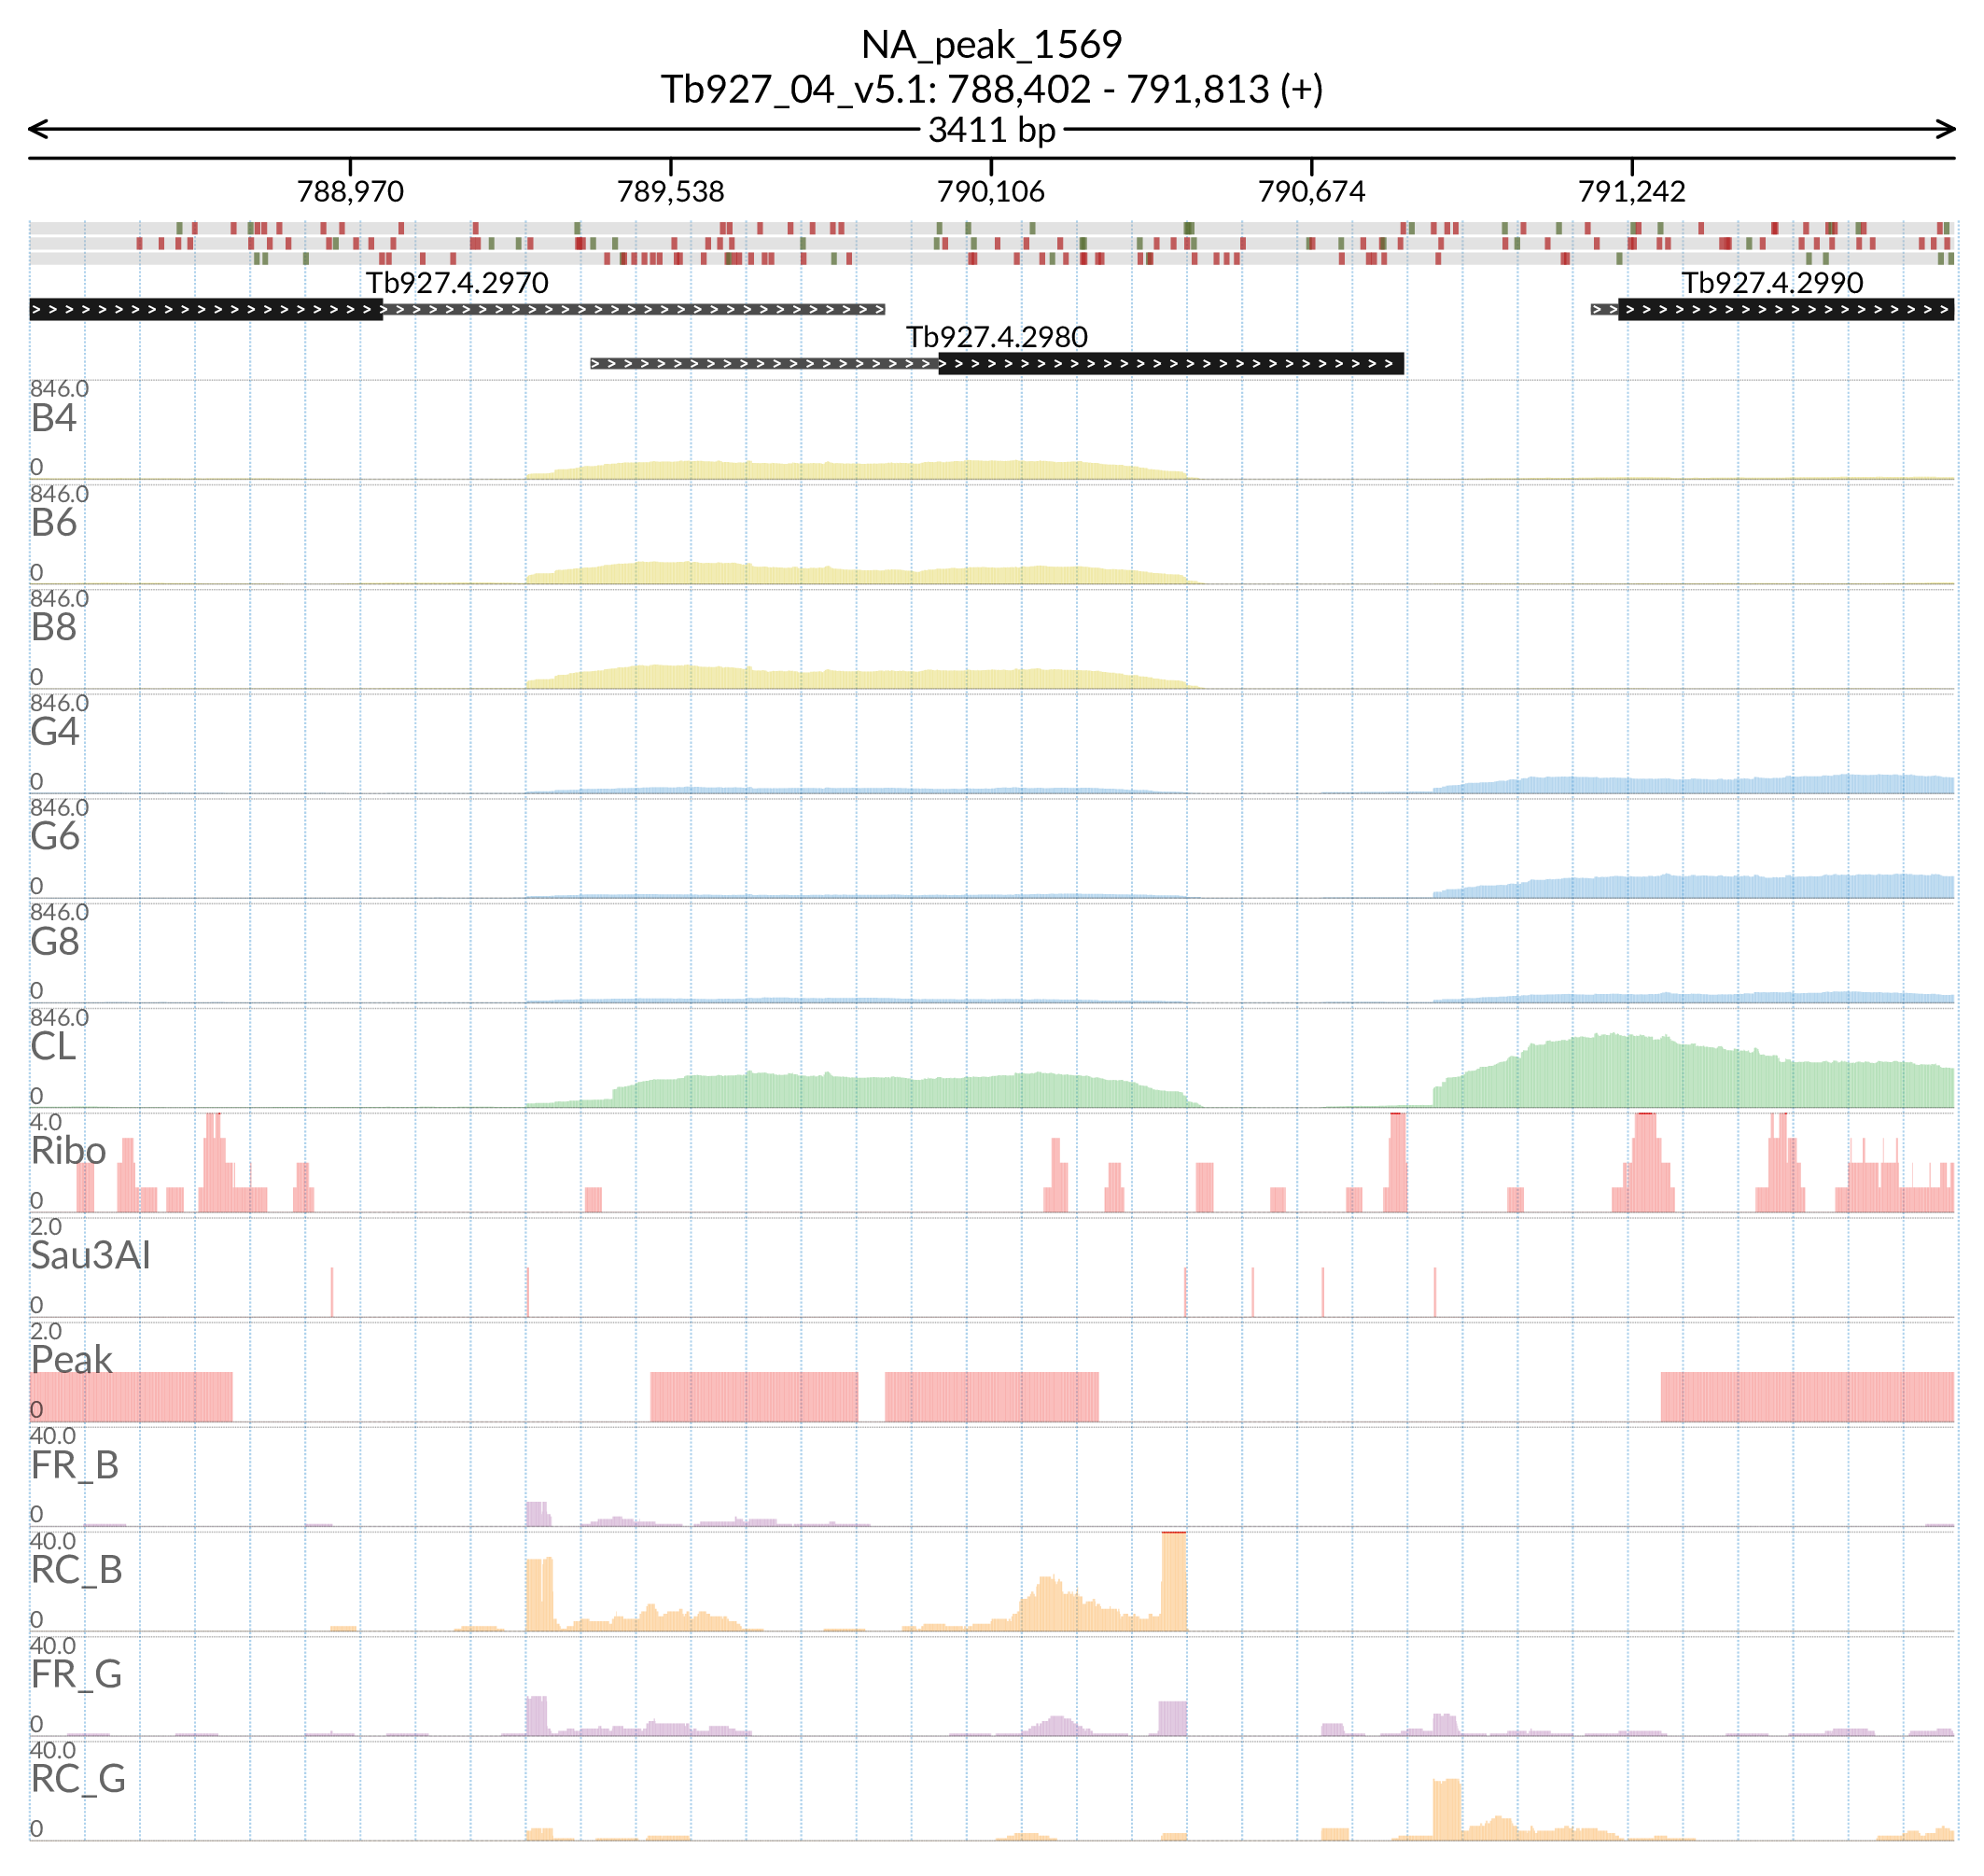 NA_peak_1569
Tb927_04_v5.1: 788,402 - 791,813 (+)
3411 bp
788,970 789,538 790,106 790,674 791,242
Tb927.4.2970 Tb927.4.2990
Tb927.4.2980
846.0
B4
0
846.0
B6
0
846.0
B8
0
846.0
G4
0
846.0
G6
0
846.0
G8
0
846.0
CL
0
4.0
Ribo
0
2.0
Sau3AI
0
2.0
Peak
0
40.0
FR_B
0
40.0
RC_B
0
40.0
FR_G
0
40.0
RC_G
0